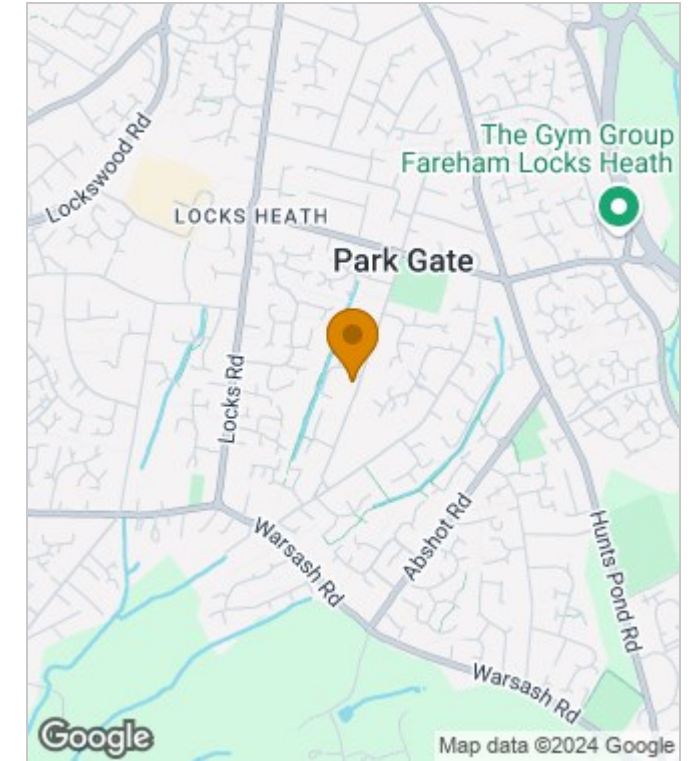 Lockswood Rd
The Gym Group
Fareham Locks Heath
LOCKS HEATH
Park Gate
Locks Rd
Warsash Rd
Abshot Rd
Hunts Pond Rd
Warsash Rd
Google
Map data ©2024 Google